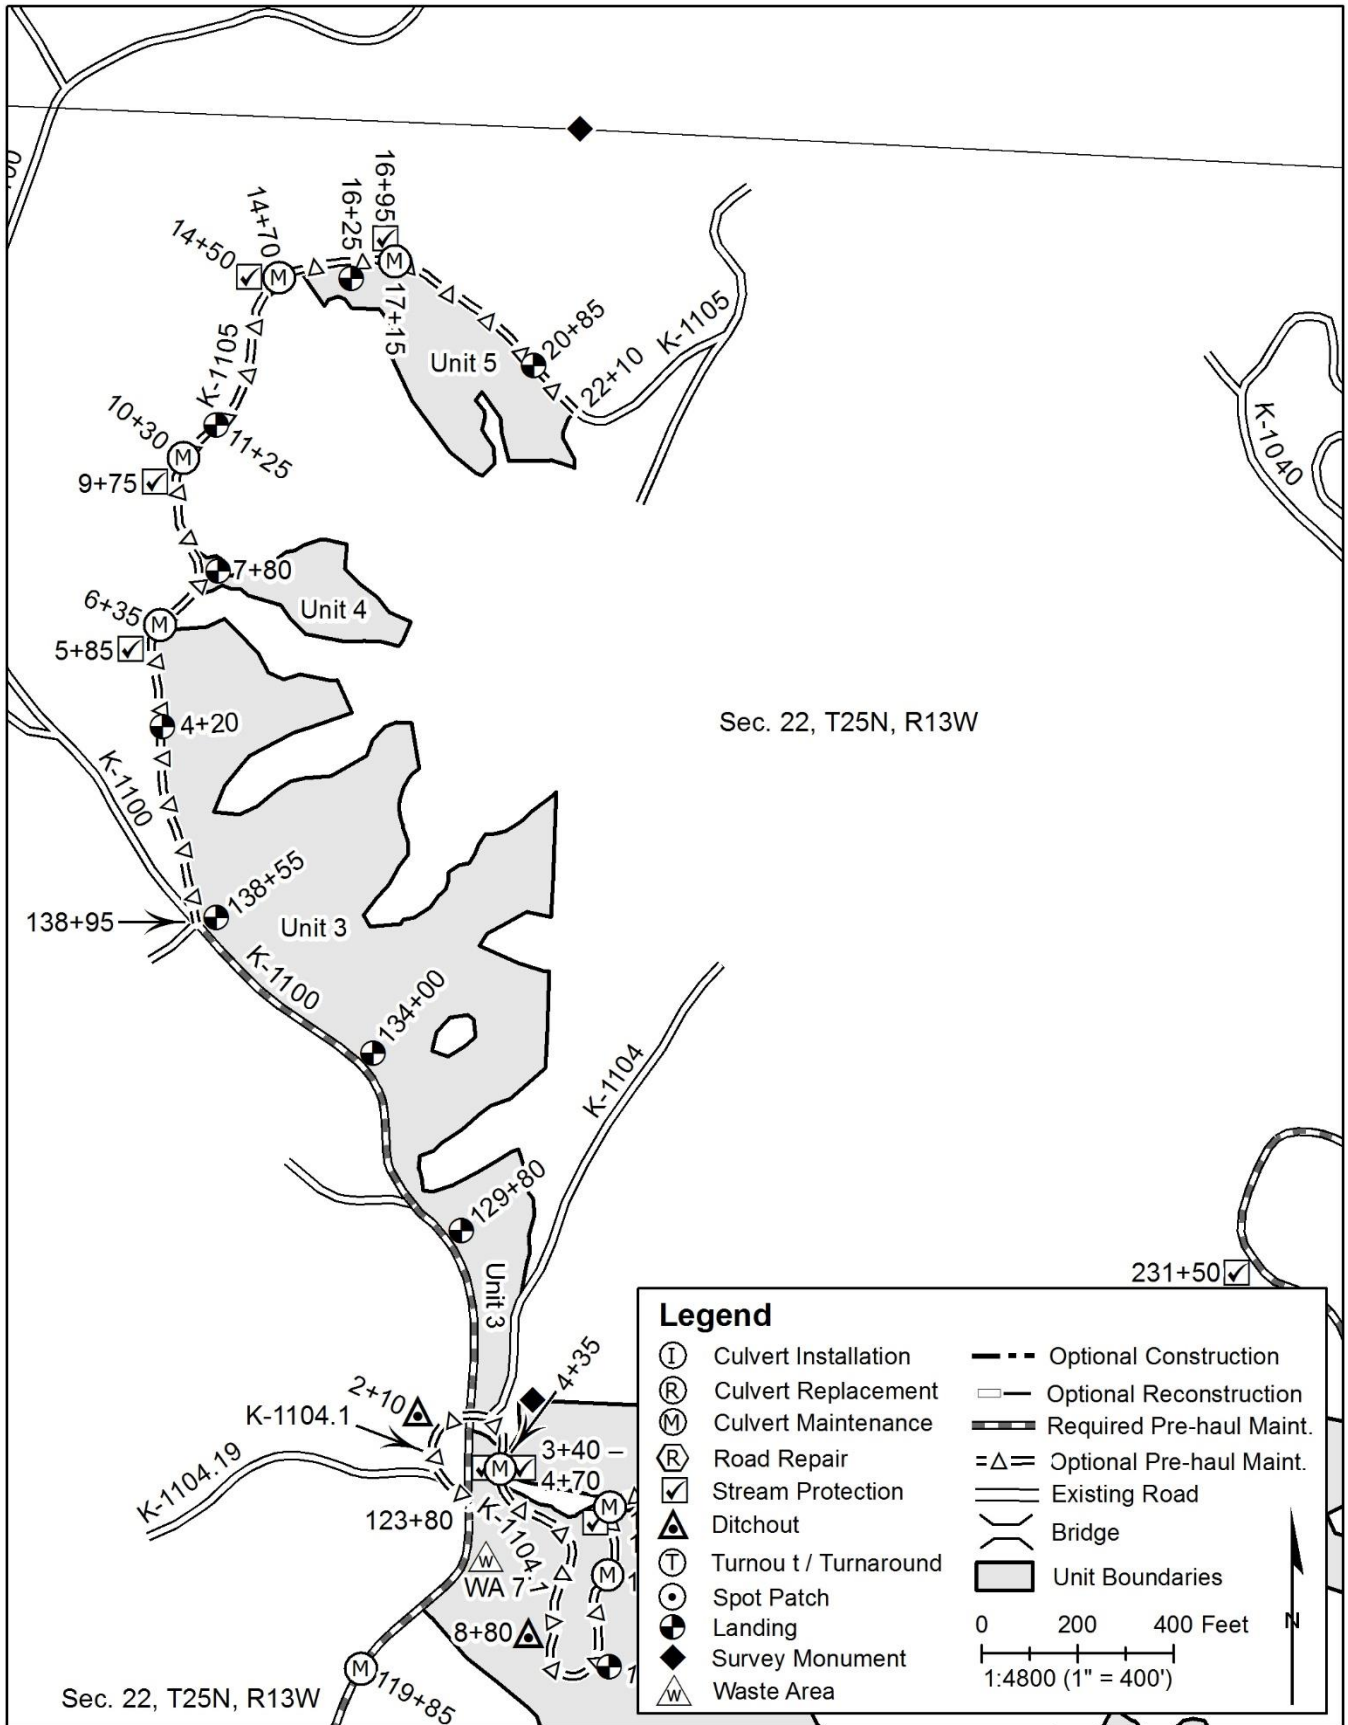 16+95
16+25
14+70
14+50
17+15
K-1105
20+85
Unit 5
22+10
K-1105
10+30
11+25
9+75
K-1040
7+80
Unit 4
6+35
5+85
4+20
Sec. 22, T25N, R13W
K-1100
138+55
138+95
Unit 3
K-1100
134+00
K-1104
129+80
231+50
Unit 3
4+35
2+10
K-1104.1
3+40 –
4+70
K-1104.19
123+80
K-1104.1
W
WA 7
8+80
M
119+85
Sec. 22, T25N, R13W
Legend
I Culvert Installation
R Culvert Replacement
M Culvert Maintenance
R Road Repair
Stream Protection
Ditchout
T Turnou t / Turnaround
Spot Patch
Landing
Survey Monument
W Waste Area
Optional Construction
Optional Reconstruction
Required Pre-haul Maint.
Optional Pre-haul Maint.
Existing Road
Bridge
Unit Boundaries
0 200 400 Feet
1:4800 (1" = 400')
N